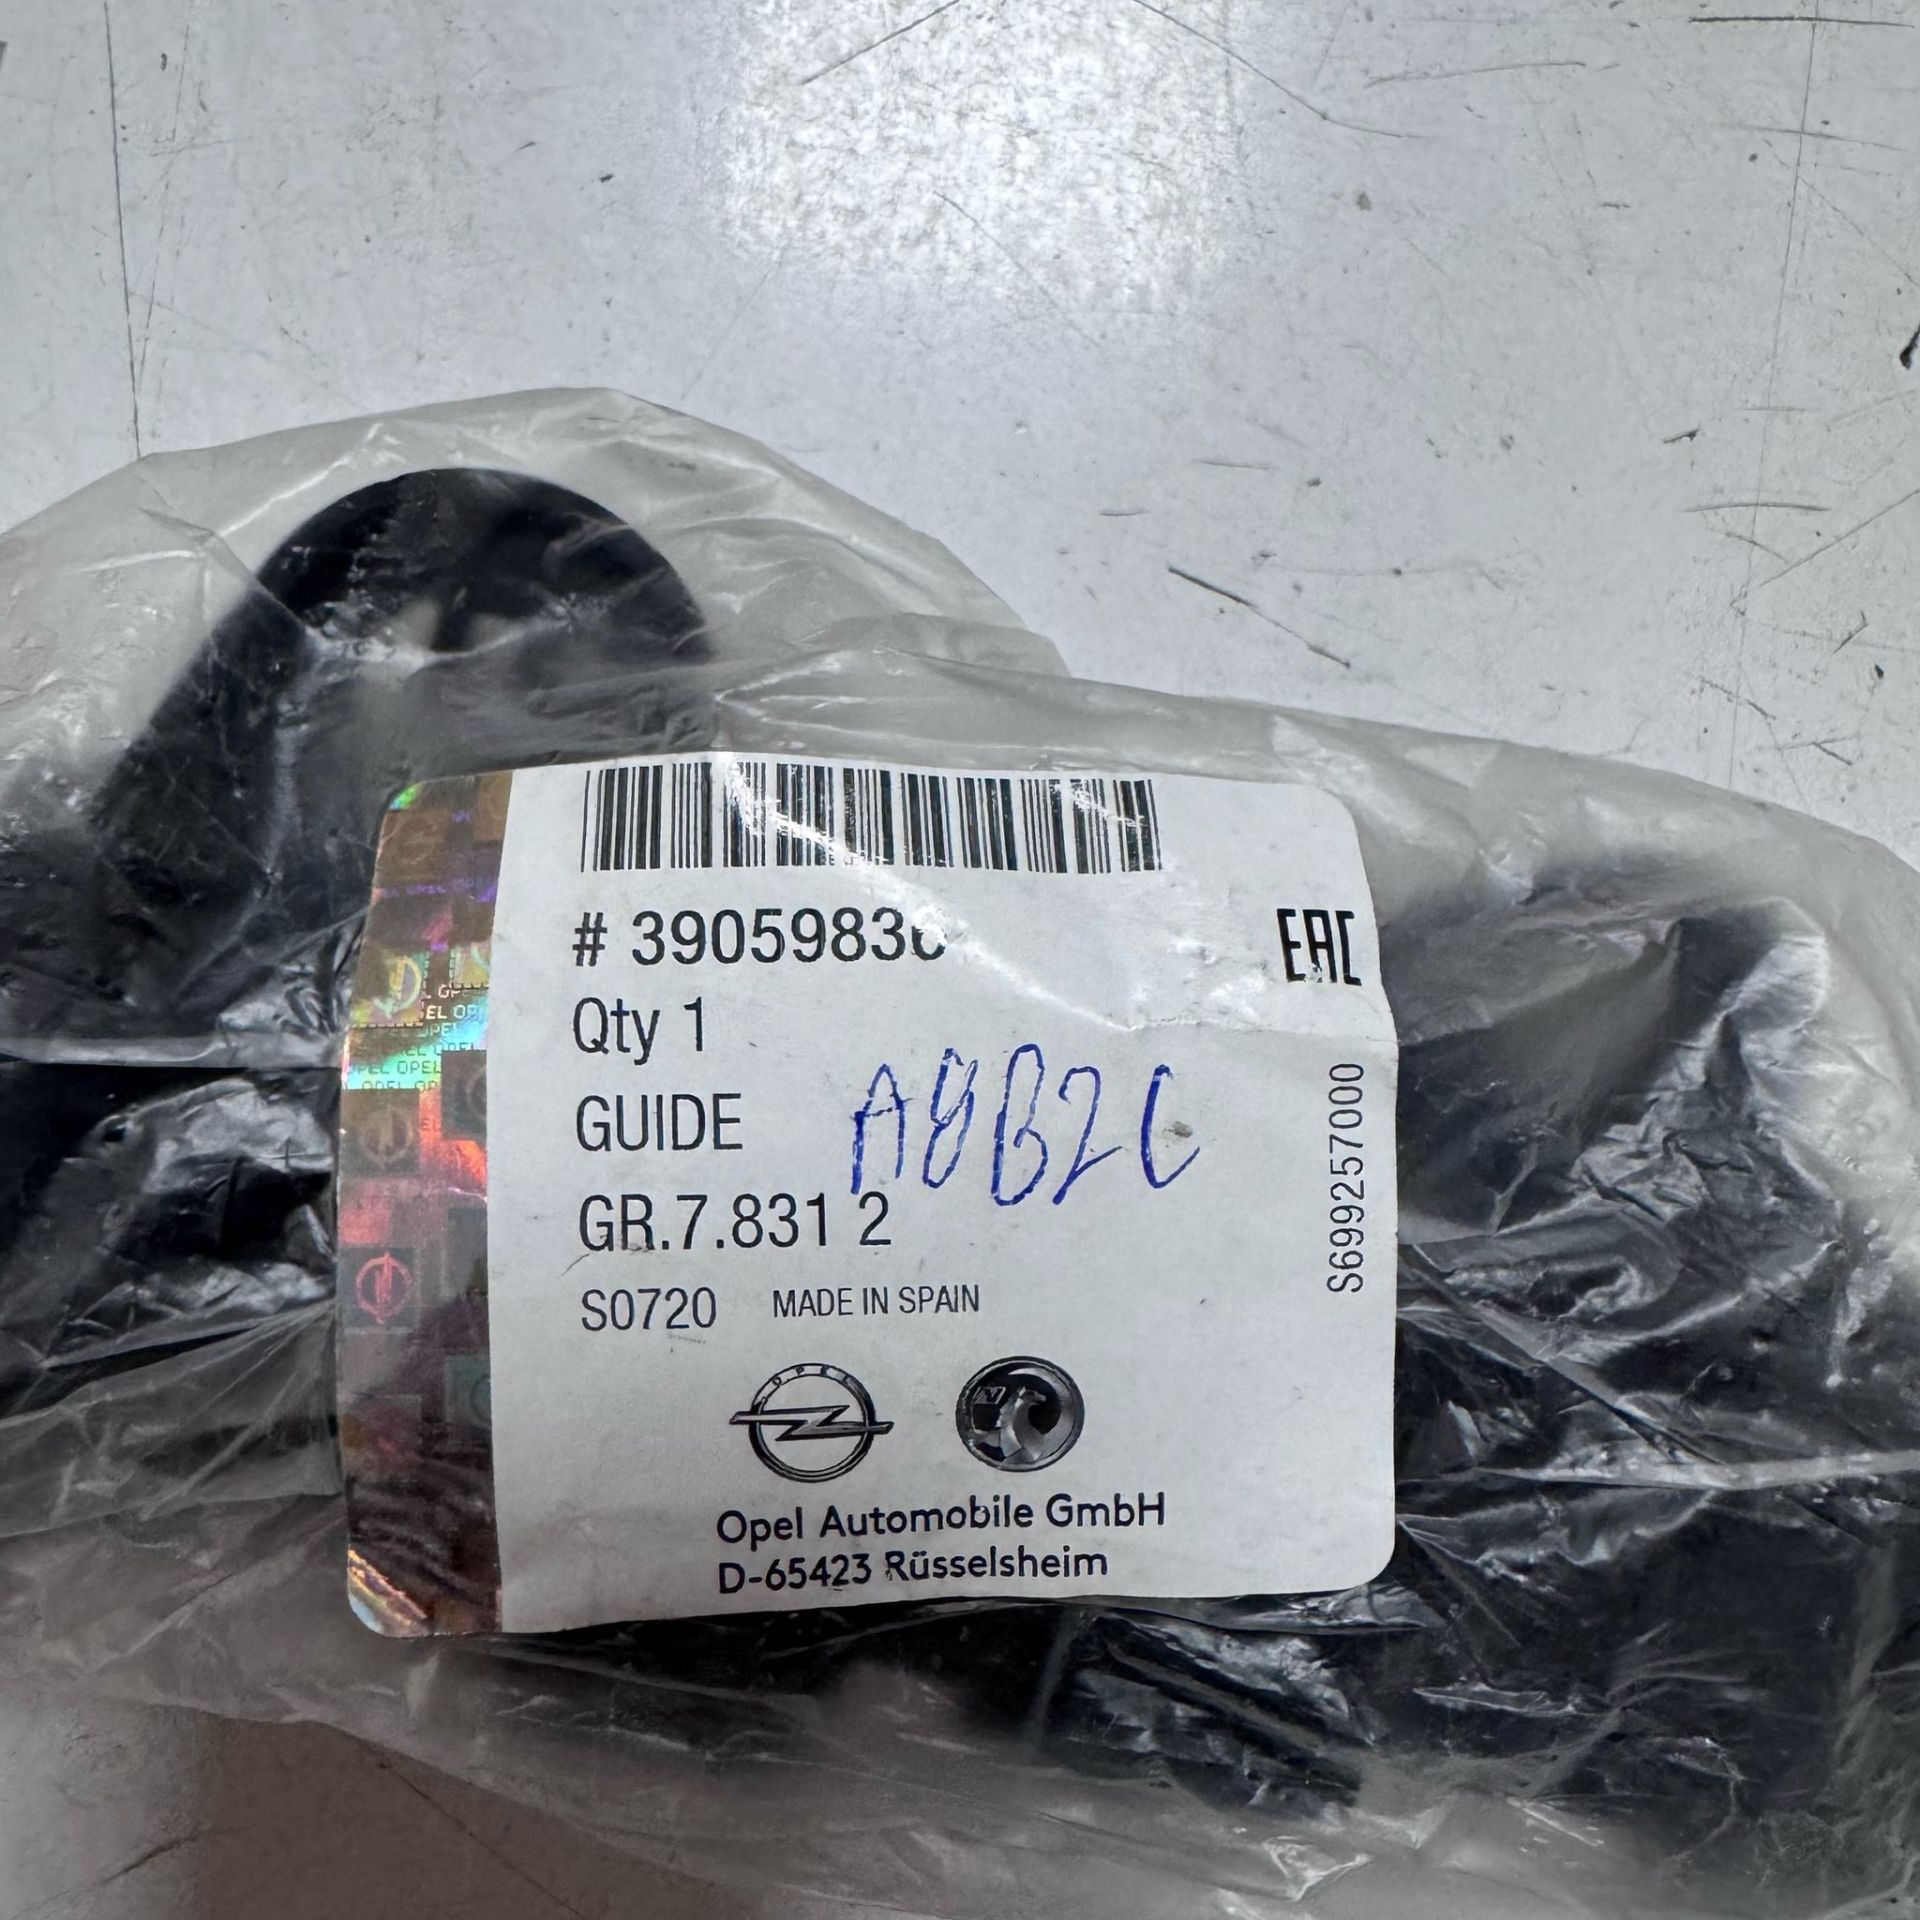 EAC
Qty 1
GUIDE
A8B2C
GR.7.831 2
S0720 MADE IN SPAIN
S699257000
OPEL
Opel Automobile GmbH
D-65423 Rüsselsheim